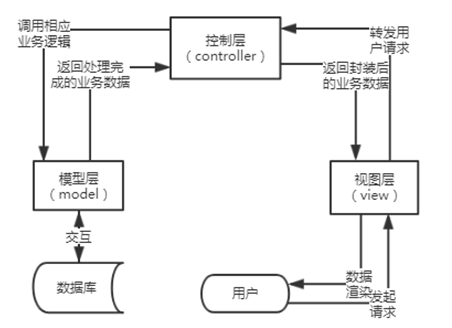 调用相应
业务逻辑
控制层
（controller）
转发用
户请求
返回处理完
成的业务数据
返回封装后
的业务数据
模型层
（model）
视图层
（view）
交互
数据库
用户
数据
渲染
发起
请求